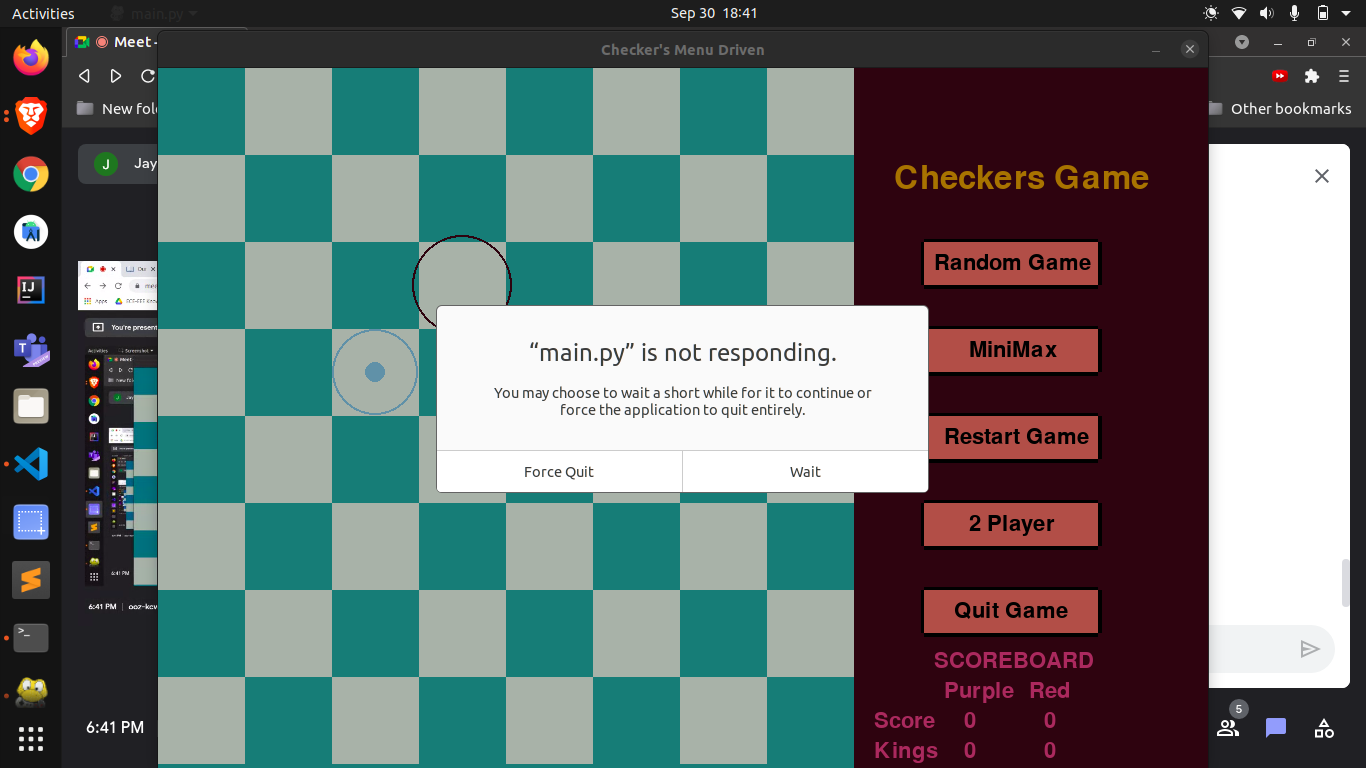 Activities
main.py
Sep 30 18:41
Meet -
Checker's Menu Driven
New fol
Other bookmarks
J
Jay
Checkers Game
Random Game
MiniMax
Restart Game
2 Player
Quit Game
SCOREBOARD
Purple Red
Score 0 0
Kings 0 0
“main.py” is not responding.
You may choose to wait a short while for it to continue or
force the application to quit entirely.
Force Quit
Wait
You're present
Apps
6:41 PM
6:41 PM
5